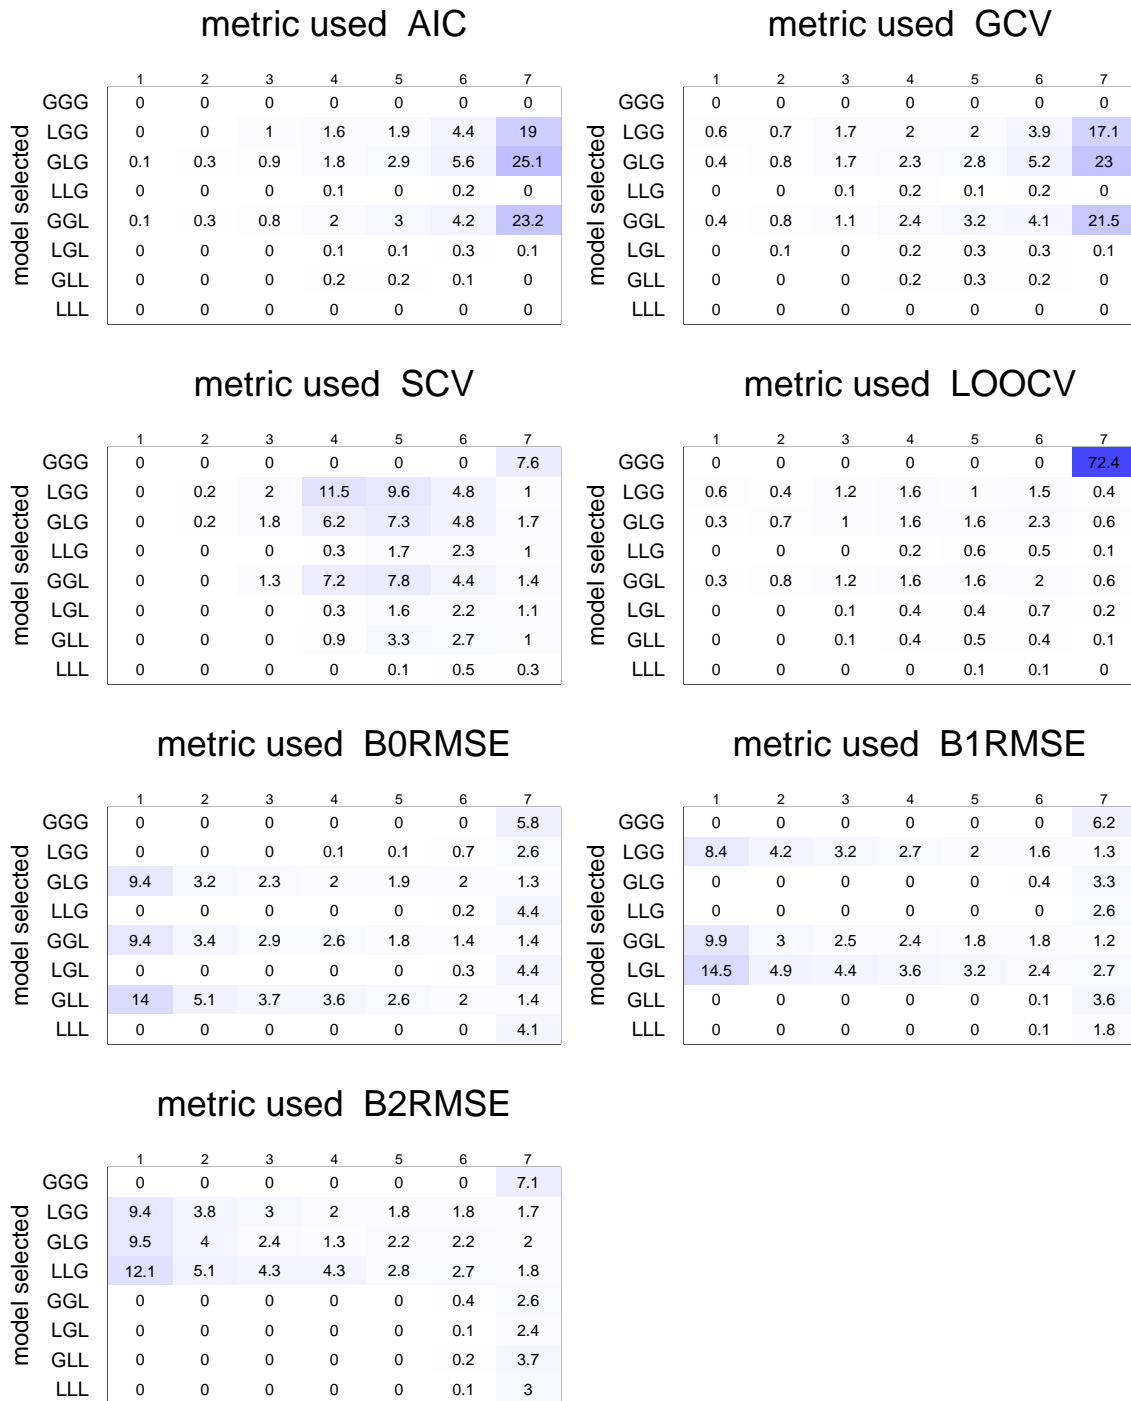 metric used AIC
1 2 3 4 5 6 7
model selected
GGG 0 0 0 0 0 0 0
LGG 0 0 1 1.6 1.9 4.4 19
GLG 0.1 0.3 0.9 1.8 2.9 5.6 25.1
LLG 0 0 0 0.1 0 0.2 0
GGL 0.1 0.3 0.8 2 3 4.2 23.2
LGL 0 0 0 0.1 0.1 0.3 0.1
GLL 0 0 0 0.2 0.2 0.1 0
LLL 0 0 0 0 0 0 0
metric used GCV
1 2 3 4 5 6 7
model selected
GGG 0 0 0 0 0 0 0
LGG 0.6 0.7 1.7 2 2 3.9 17.1
GLG 0.4 0.8 1.7 2.3 2.8 5.2 23
LLG 0 0 0.1 0.2 0.1 0.2 0
GGL 0.4 0.8 1.1 2.4 3.2 4.1 21.5
LGL 0 0.1 0 0.2 0.3 0.3 0.1
GLL 0 0 0 0.2 0.3 0.2 0
LLL 0 0 0 0 0 0 0
metric used SCV
1 2 3 4 5 6 7
model selected
GGG 0 0 0 0 0 0 7.6
LGG 0 0.2 2 11.5 9.6 4.8 1
GLG 0 0.2 1.8 6.2 7.3 4.8 1.7
LLG 0 0 0 0.3 1.7 2.3 1
GGL 0 0 1.3 7.2 7.8 4.4 1.4
LGL 0 0 0 0.3 1.6 2.2 1.1
GLL 0 0 0 0.9 3.3 2.7 1
LLL 0 0 0 0 0.1 0.5 0.3
metric used LOOCV
1 2 3 4 5 6 7
model selected
GGG 0 0 0 0 0 0 72.4
LGG 0.6 0.4 1.2 1.6 1 1.5 0.4
GLG 0.3 0.7 1 1.6 1.6 2.3 0.6
LLG 0 0 0 0.2 0.6 0.5 0.1
GGL 0.3 0.8 1.2 1.6 1.6 2 0.6
LGL 0 0 0.1 0.4 0.4 0.7 0.2
GLL 0 0 0.1 0.4 0.5 0.4 0.1
LLL 0 0 0 0 0.1 0.1 0
metric used B0RMSE
1 2 3 4 5 6 7
model selected
GGG 0 0 0 0 0 0 5.8
LGG 0 0 0 0.1 0.1 0.7 2.6
GLG 9.4 3.2 2.3 2 1.9 2 1.3
LLG 0 0 0 0 0 0.2 4.4
GGL 9.4 3.4 2.9 2.6 1.8 1.4 1.4
LGL 0 0 0 0 0 0.3 4.4
GLL 14 5.1 3.7 3.6 2.6 2 1.4
LLL 0 0 0 0 0 0 4.1
metric used B1RMSE
1 2 3 4 5 6 7
model selected
GGG 0 0 0 0 0 0 6.2
LGG 8.4 4.2 3.2 2.7 2 1.6 1.3
GLG 0 0 0 0 0 0.4 3.3
LLG 0 0 0 0 0 0 2.6
GGL 9.9 3 2.5 2.4 1.8 1.8 1.2
LGL 14.5 4.9 4.4 3.6 3.2 2.4 2.7
GLL 0 0 0 0 0 0.1 3.6
LLL 0 0 0 0 0 0.1 1.8
metric used B2RMSE
1 2 3 4 5 6 7
model selected
GGG 0 0 0 0 0 0 7.1
LGG 9.4 3.8 3 2 1.8 1.8 1.7
GLG 9.5 4 2.4 1.3 2.2 2.2 2
LLG 12.1 5.1 4.3 4.3 2.8 2.7 1.8
GGL 0 0 0 0 0 0.4 2.6
LGL 0 0 0 0 0 0.1 2.4
GLL 0 0 0 0 0 0.2 3.7
LLL 0 0 0 0 0 0.1 3